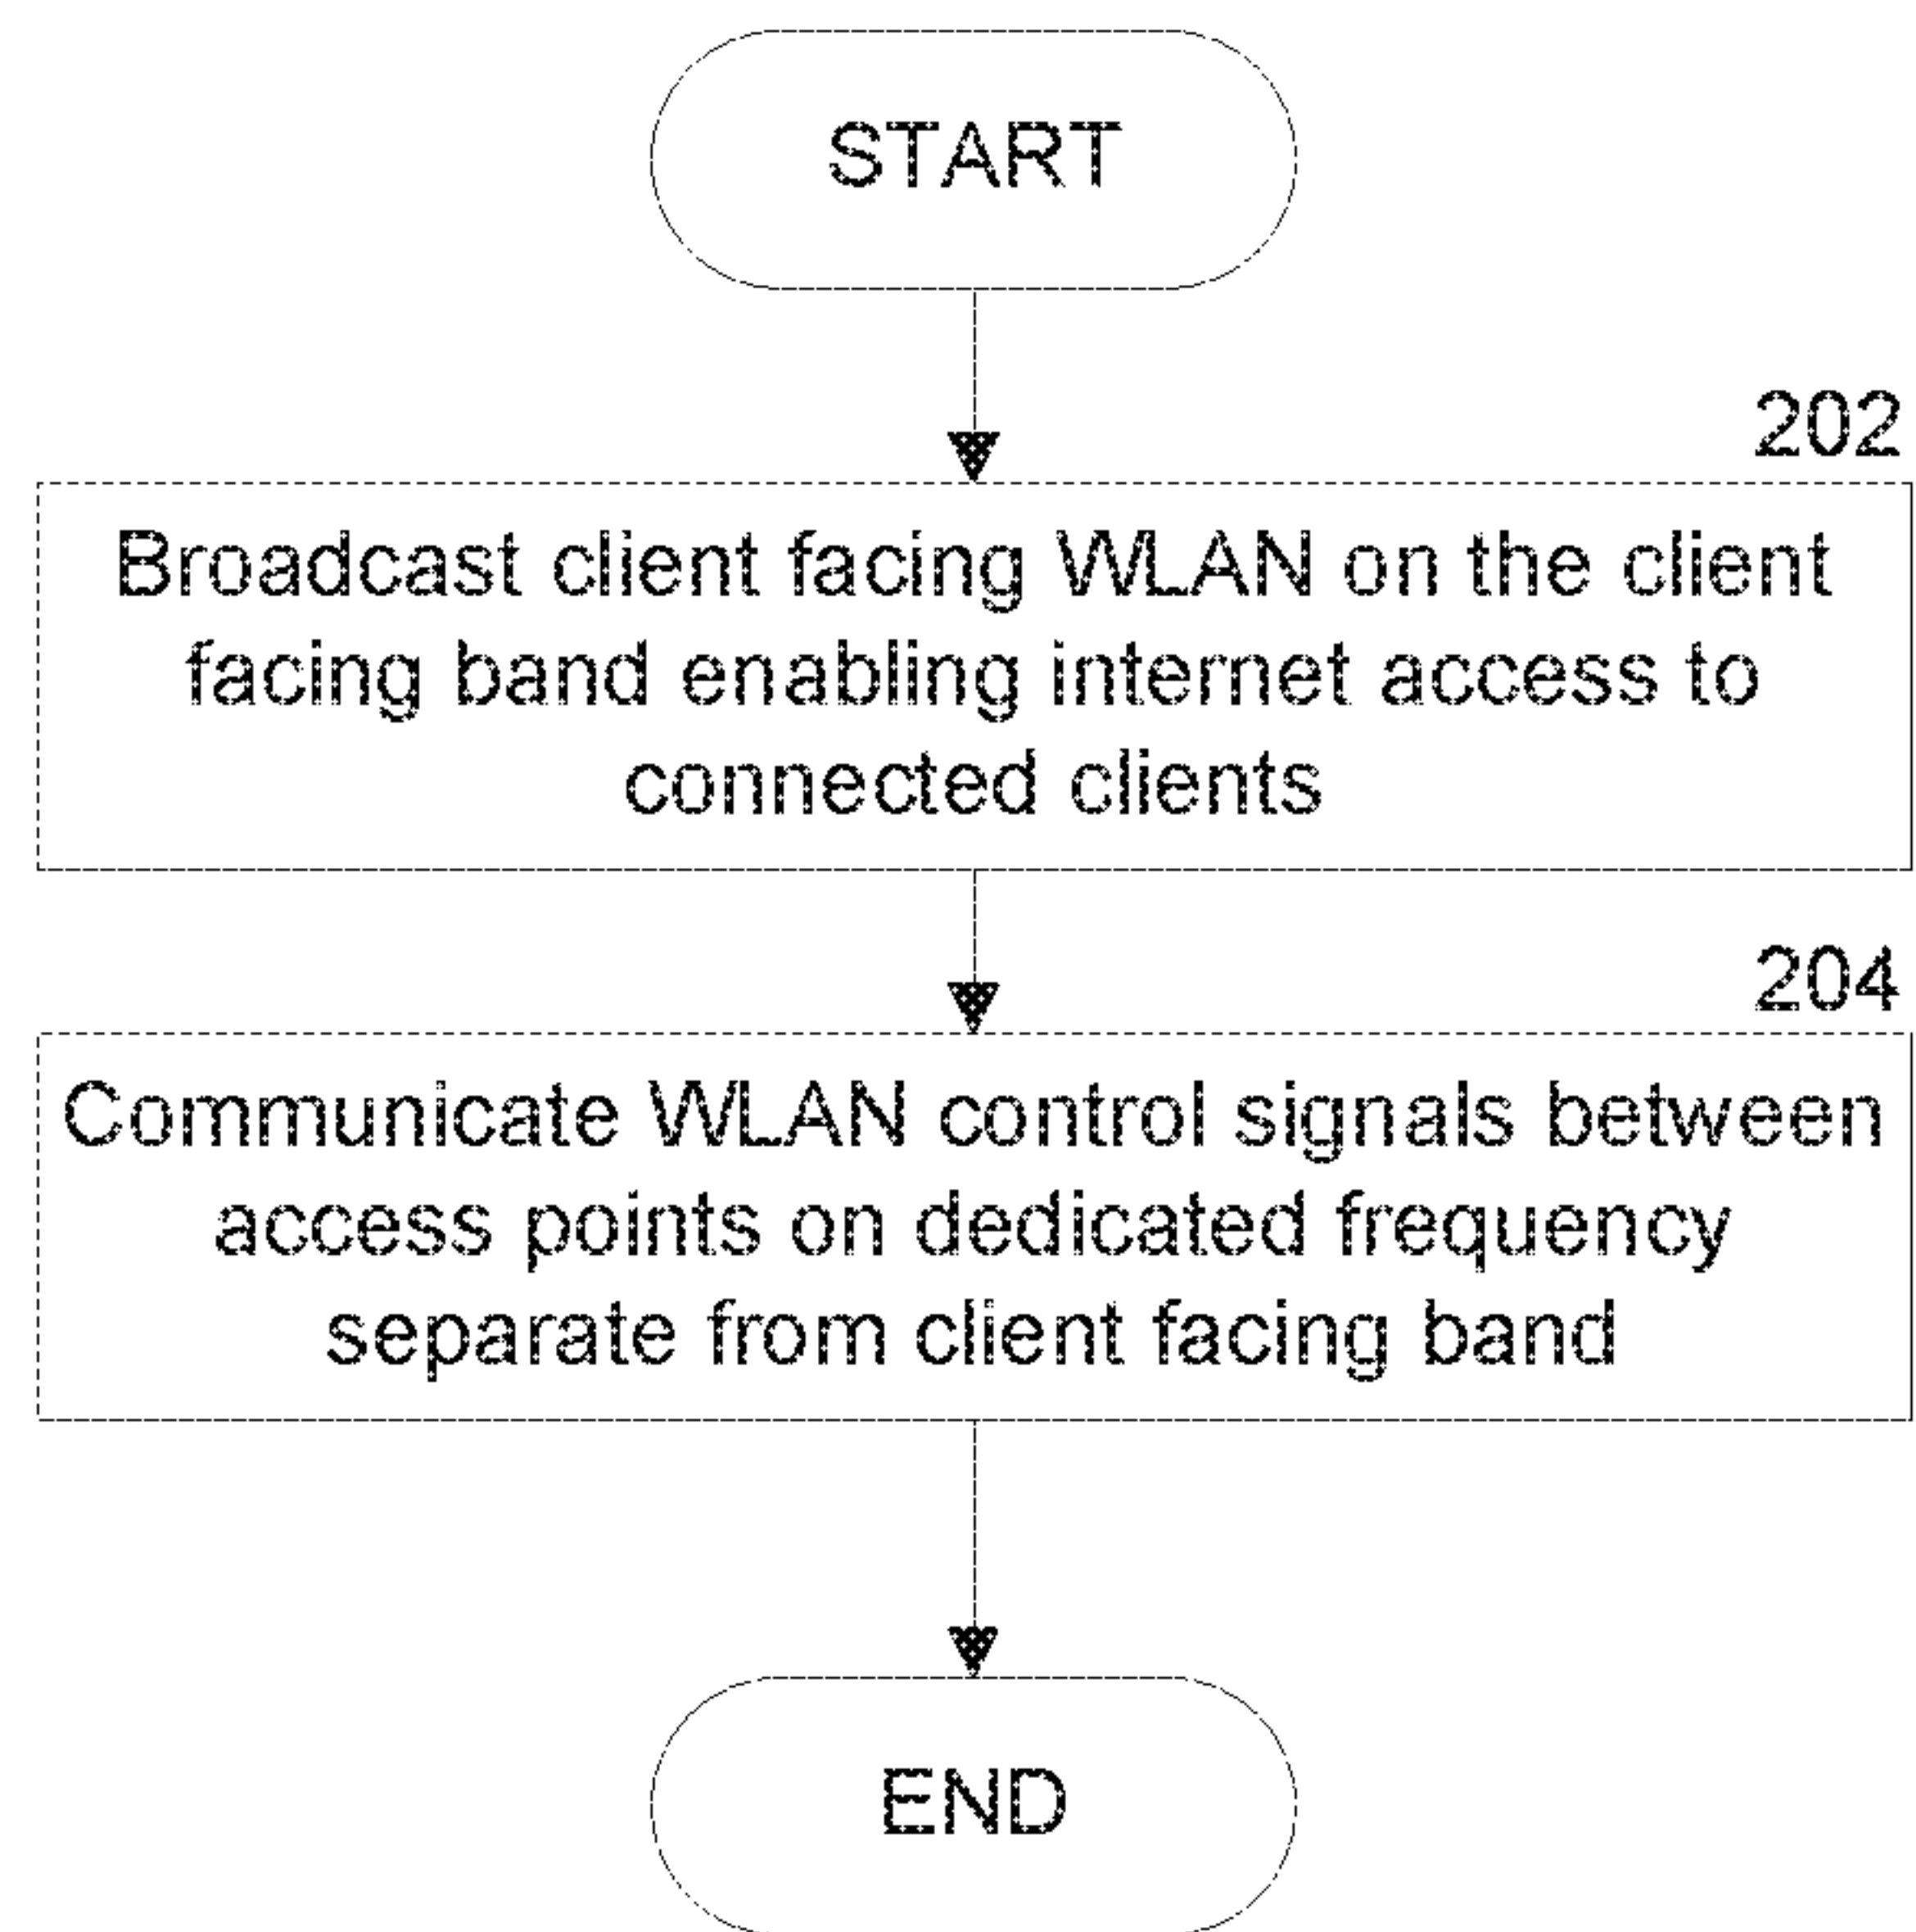 START
202
Broadcast client facing WLAN on the client
facing band enabling internet access to
connected clients
204
Communicate WLAN control signals between
access points on dedicated frequency
separate from client facing band
END